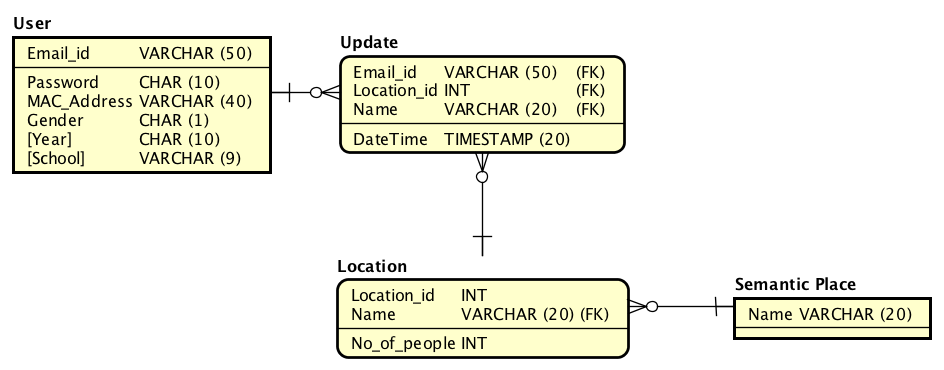 User
Email_id VARCHAR (50)
Password CHAR (10)
MAC_Address VARCHAR (40)
Gender CHAR (1)
[Year] CHAR (10)
[School] VARCHAR (9)
Update
Email_id VARCHAR (50) (FK)
Location_id INT (FK)
Name VARCHAR (20) (FK)
DateTime TIMESTAMP (20)
Location
Location_id INT
Name VARCHAR (20) (FK)
No_of_people INT
Semantic Place
Name VARCHAR (20)